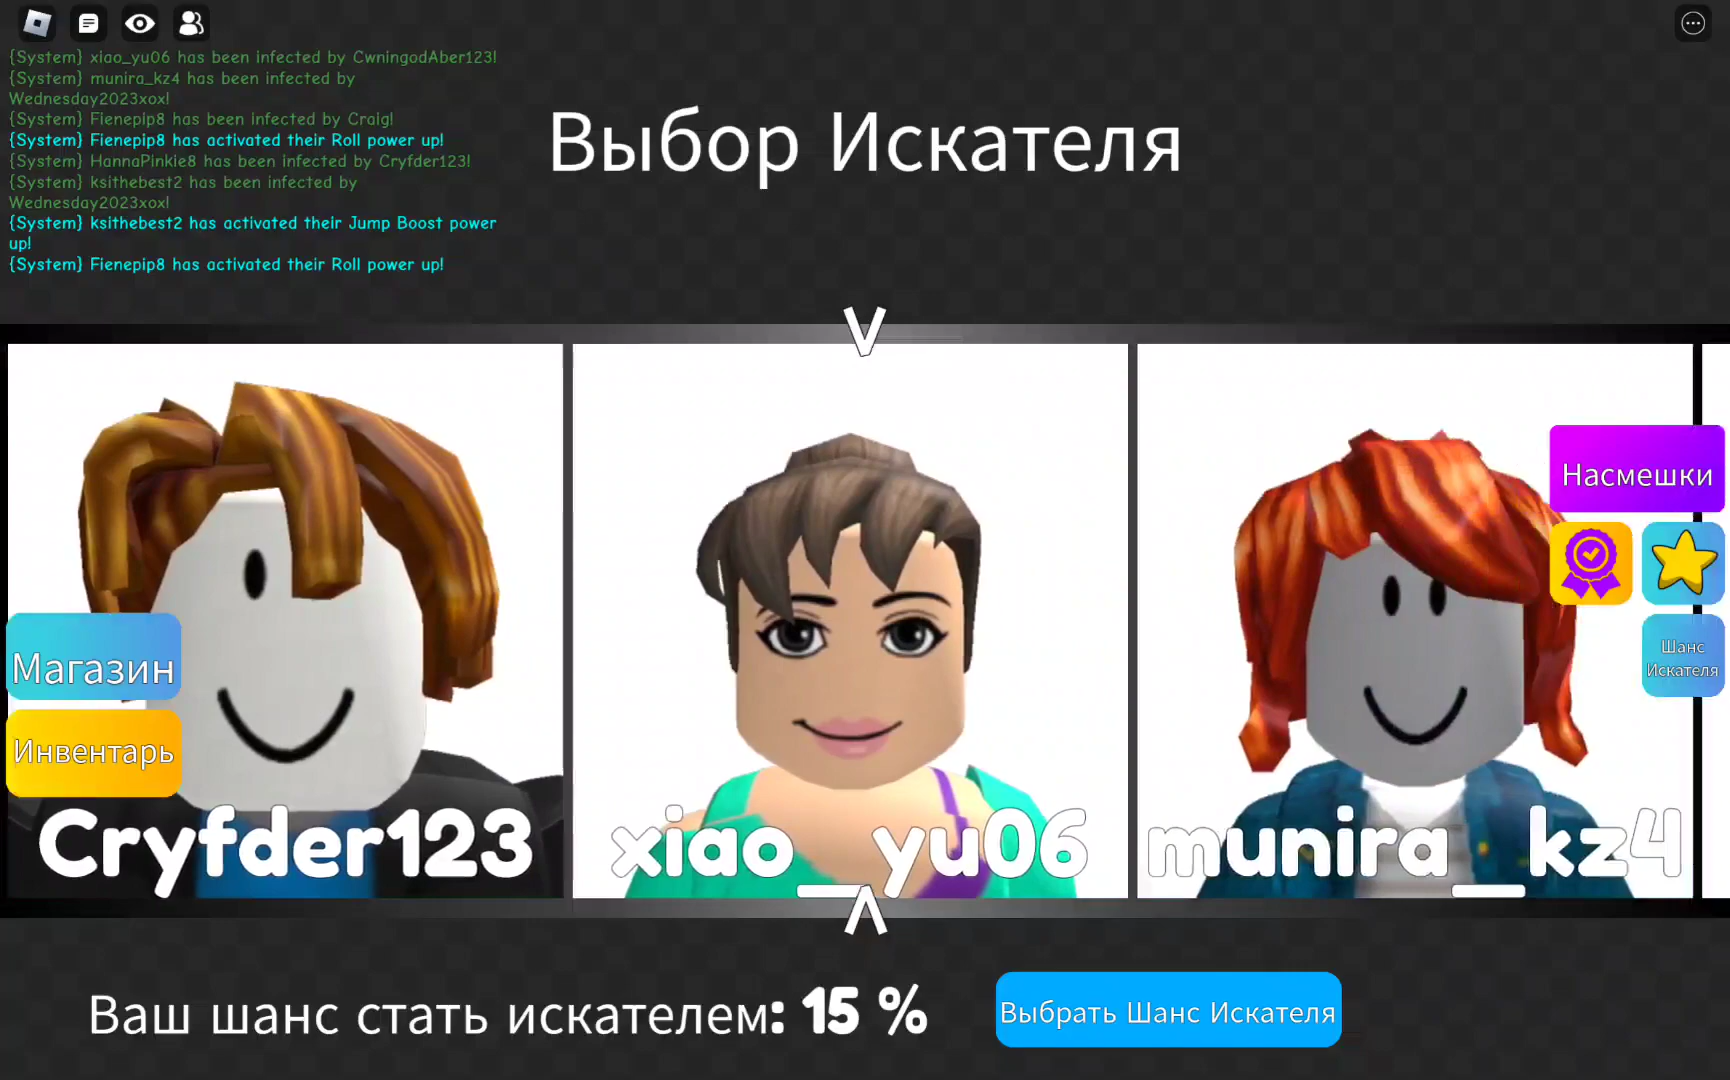 {System} xiao_yu06 has been infected by CwningodAber123!
{System} munira_kz4 has been infected by
Wednesday2023xox!
{System} Fienepip8 has been infected by Craig!
{System} Fienepip8 has activated their Roll power up!
{System} HannaPinkie8 has been infected by Cryfder123!
{System} ksithebest2 has been infected by
Wednesday2023xox!
{System} ksithebest2 has activated their Jump Boost power
up!
{System} Fienepip8 has activated their Roll power up!
Выбор Искателя
Насмешки
Шанс
Искателя
Магазин
Инвентарь
Cryfder123
xiao_yu06
munira_kz4
Ваш шанс стать искателем: 15 %
Выбрать Шанс Искателя